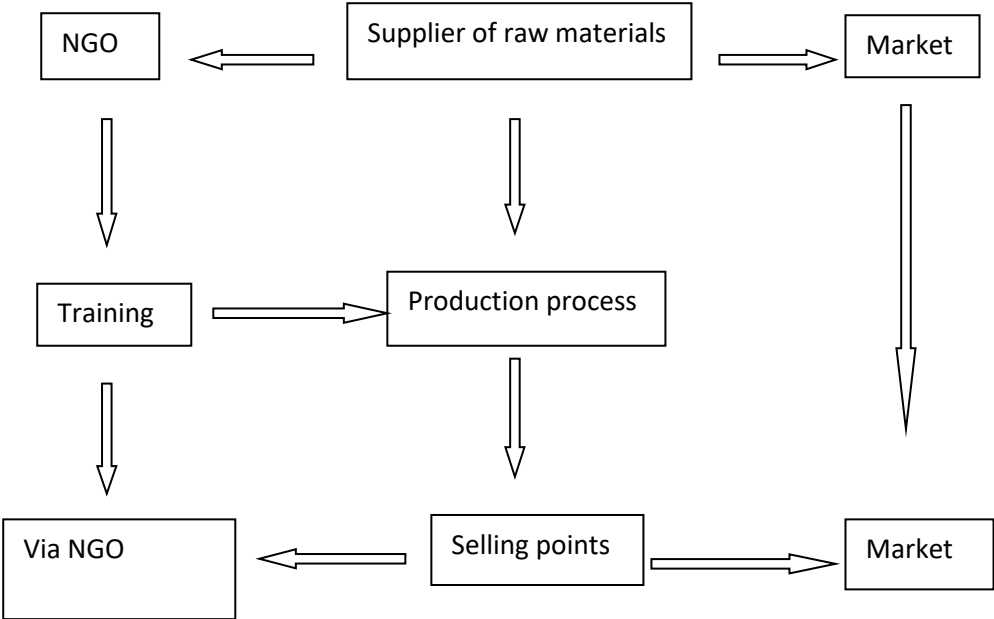 NGO
Supplier of raw materials
Market
Training
Production process
Via NGO
Selling points
Market